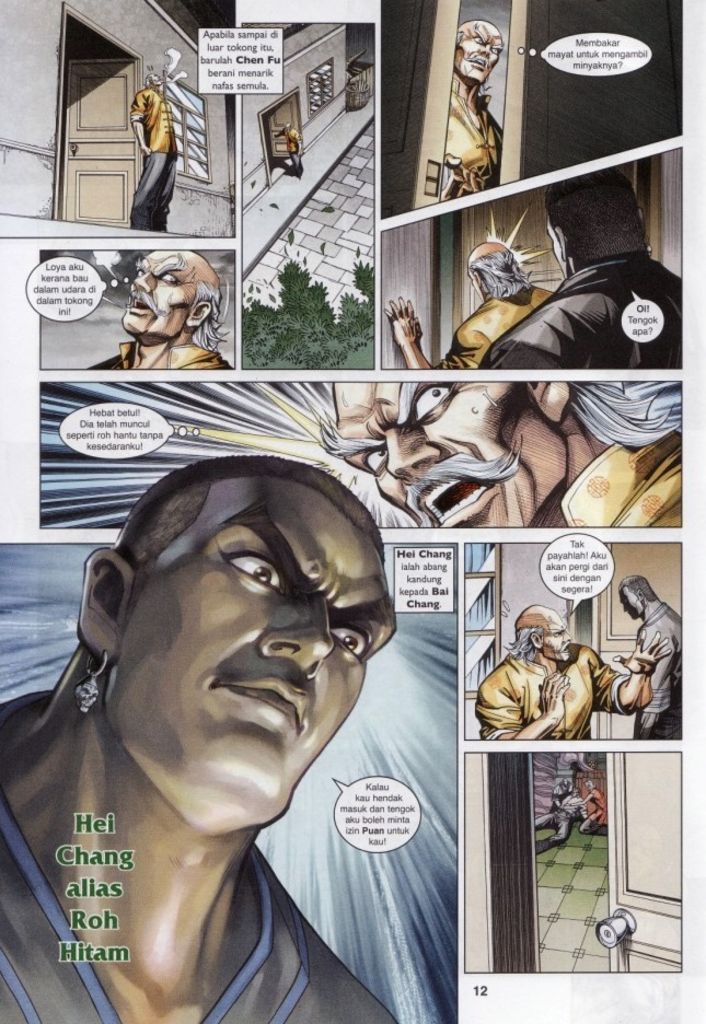 Apabila sampai di
luar tokong itu,
barulah Chen Fu
berani menarik
nafas semula.
Membakar
mayat untuk mengambil
minyaknya?
Loya aku
kerana bau
dalam udara di
dalam tokong
ini!
Oi!
Tengok
apa?
Hebat betul!
Dia telah muncul
seperti roh hantu tanpa
kesedaranku!
Hei Chang
ialah abang
kandung
kepada Bai
Chang.
Tak
payahlah! Aku
akan pergi dari
sini dengan
segera!
Kalau
kau hendak
masuk dan tengok
aku boleh minta
izin Puan untuk
kau!
Hei
Chang
alias
Roh
Hitam
12